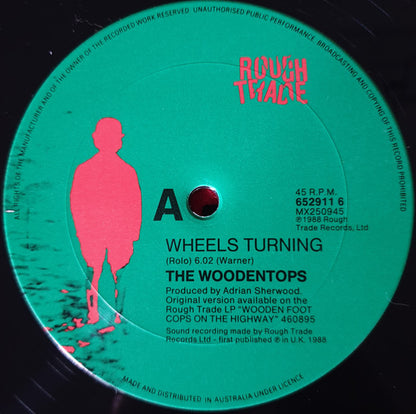 ALL RIGHTS OF THE MANUFACTURER AND OF THE OWNER OF THE RECORDED WORK RESERVED. UNAUTHORISED PUBLIC PERFORMANCE, BROADCASTING AND COPYING OF THIS RECORD PROHIBITED
ROUGH
TRADE
A
45 R.P.M.
652911 6
MX250945
℗1988 Rough
Trade Records, Ltd
WHEELS TURNING
(Rolo) 6.02 (Warner)
THE WOODENTOPS
Produced by Adrian Sherwood.
Original version available on the
Rough Trade LP "WOODEN FOOT
COPS ON THE HIGHWAY" 460895
Sound recording made by Rough Trade
Records Ltd - first published ℗ in U.K. 1988
MADE AND DISTRIBUTED IN AUSTRALIA UNDER LICENCE